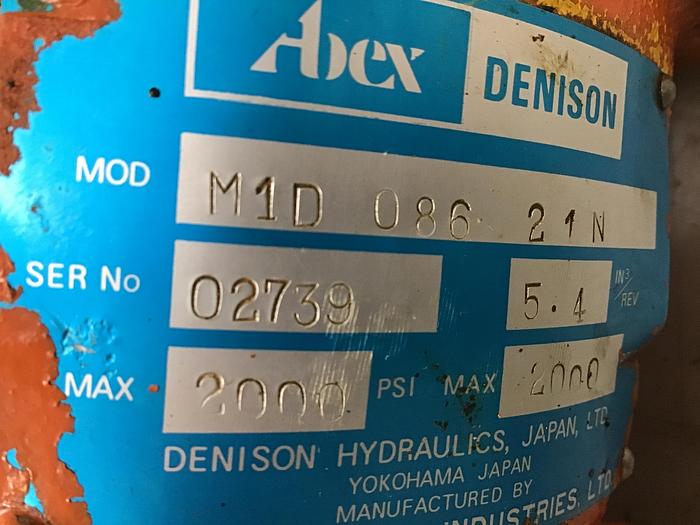 Abex DENISON
MOD M1D 086 21N
SER No 02739 5.4 IN³/REV
MAX 2000 PSI MAX 2000
DENISON HYDRAULICS, JAPAN, LTD
YOKOHAMA JAPAN
MANUFACTURED BY
INDUSTRIES, LTD.